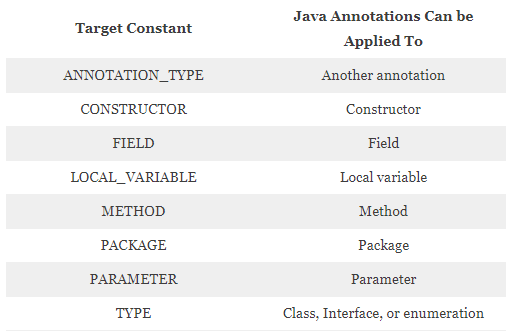 Target Constant Java Annotations Can be Applied To
ANNOTATION_TYPE Another annotation
CONSTRUCTOR Constructor
FIELD Field
LOCAL_VARIABLE Local variable
METHOD Method
PACKAGE Package
PARAMETER Parameter
TYPE Class, Interface, or enumeration